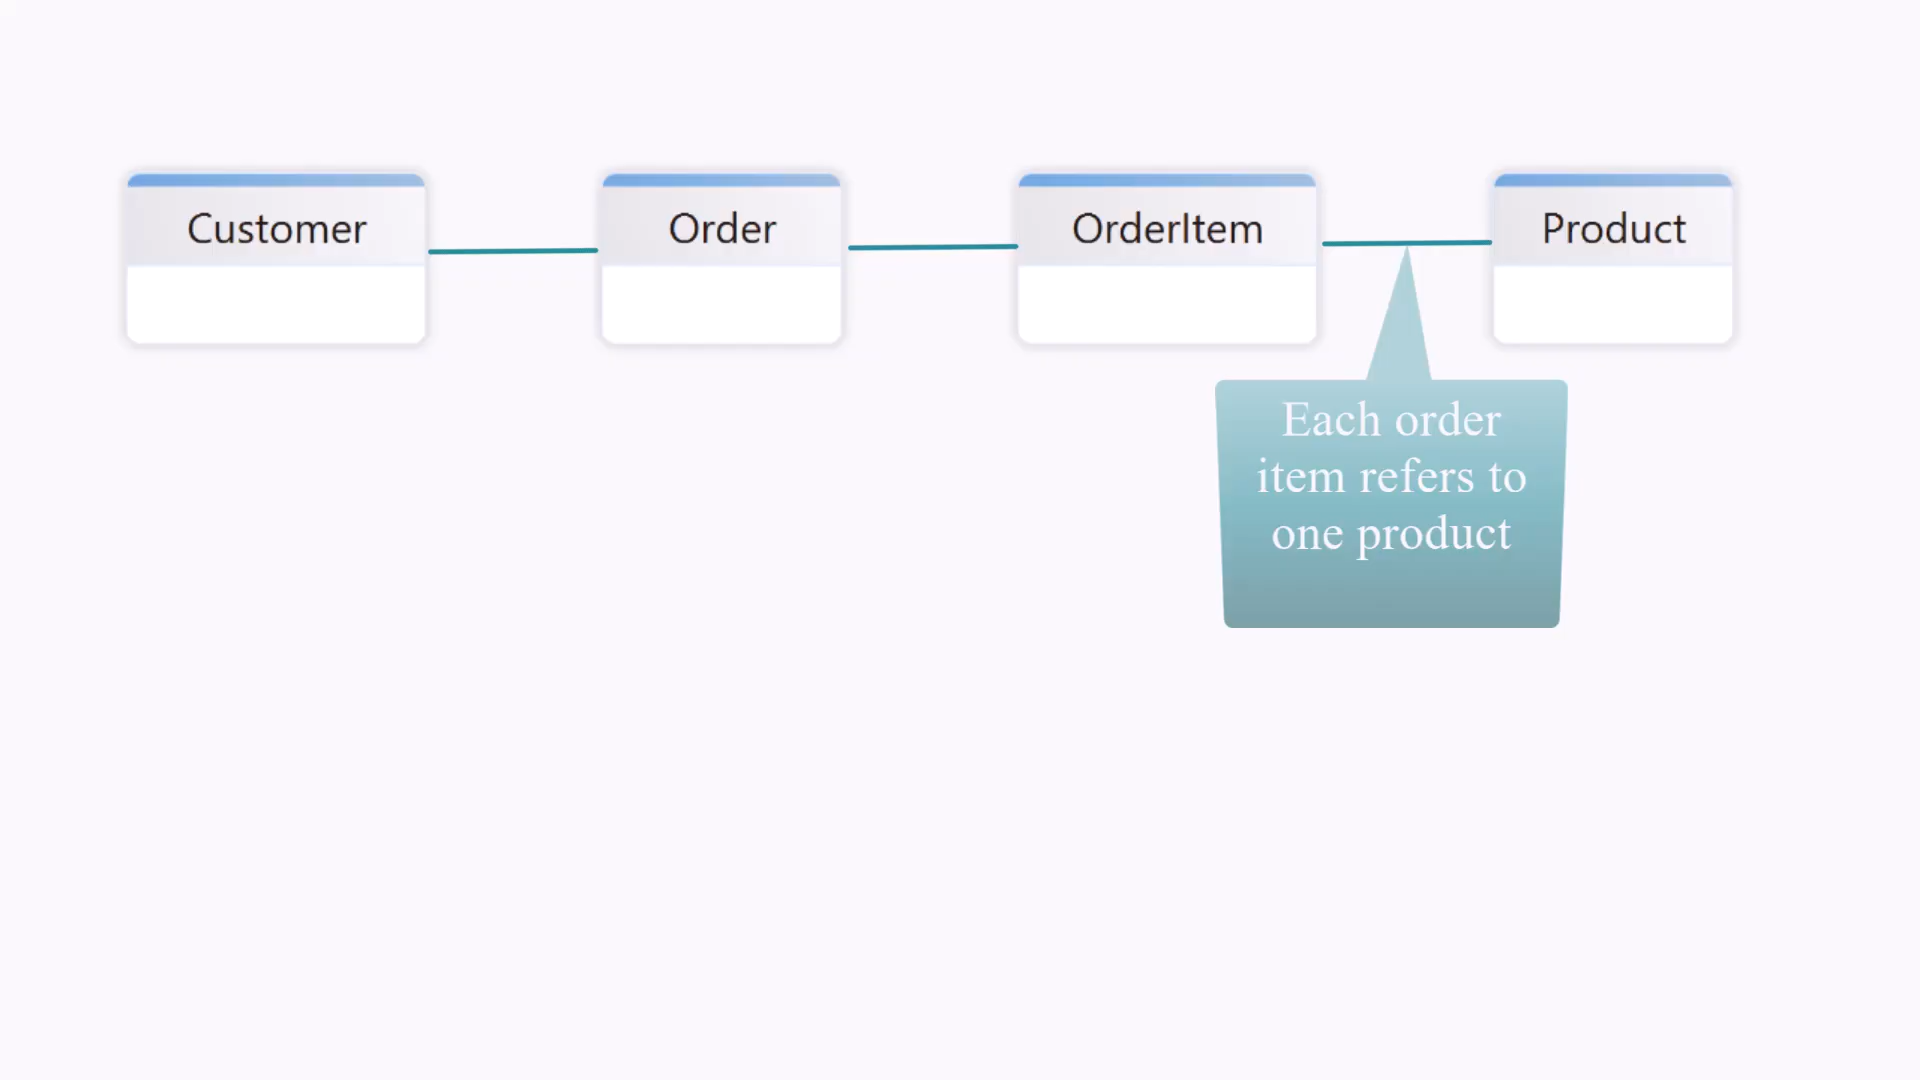 Customer
Order
OrderItem
Product
Each order
item refers to
one product